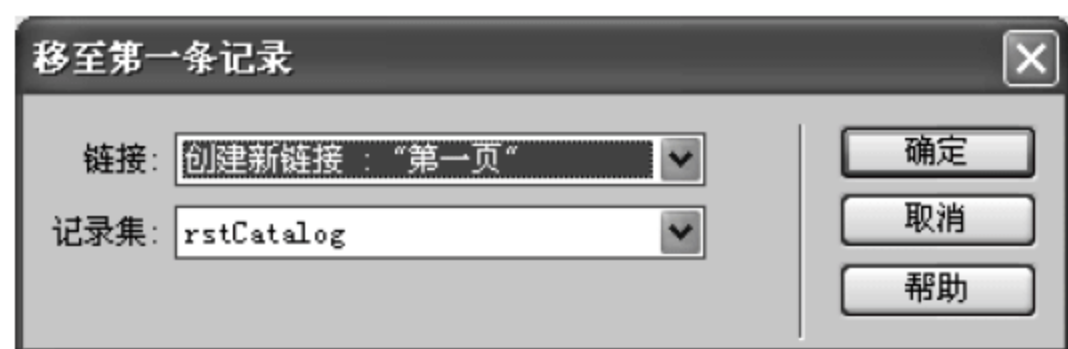 移至第一条记录
链接: 创建新链接 : “第一页” 确定
记录集: rstCatalog 取消
帮助